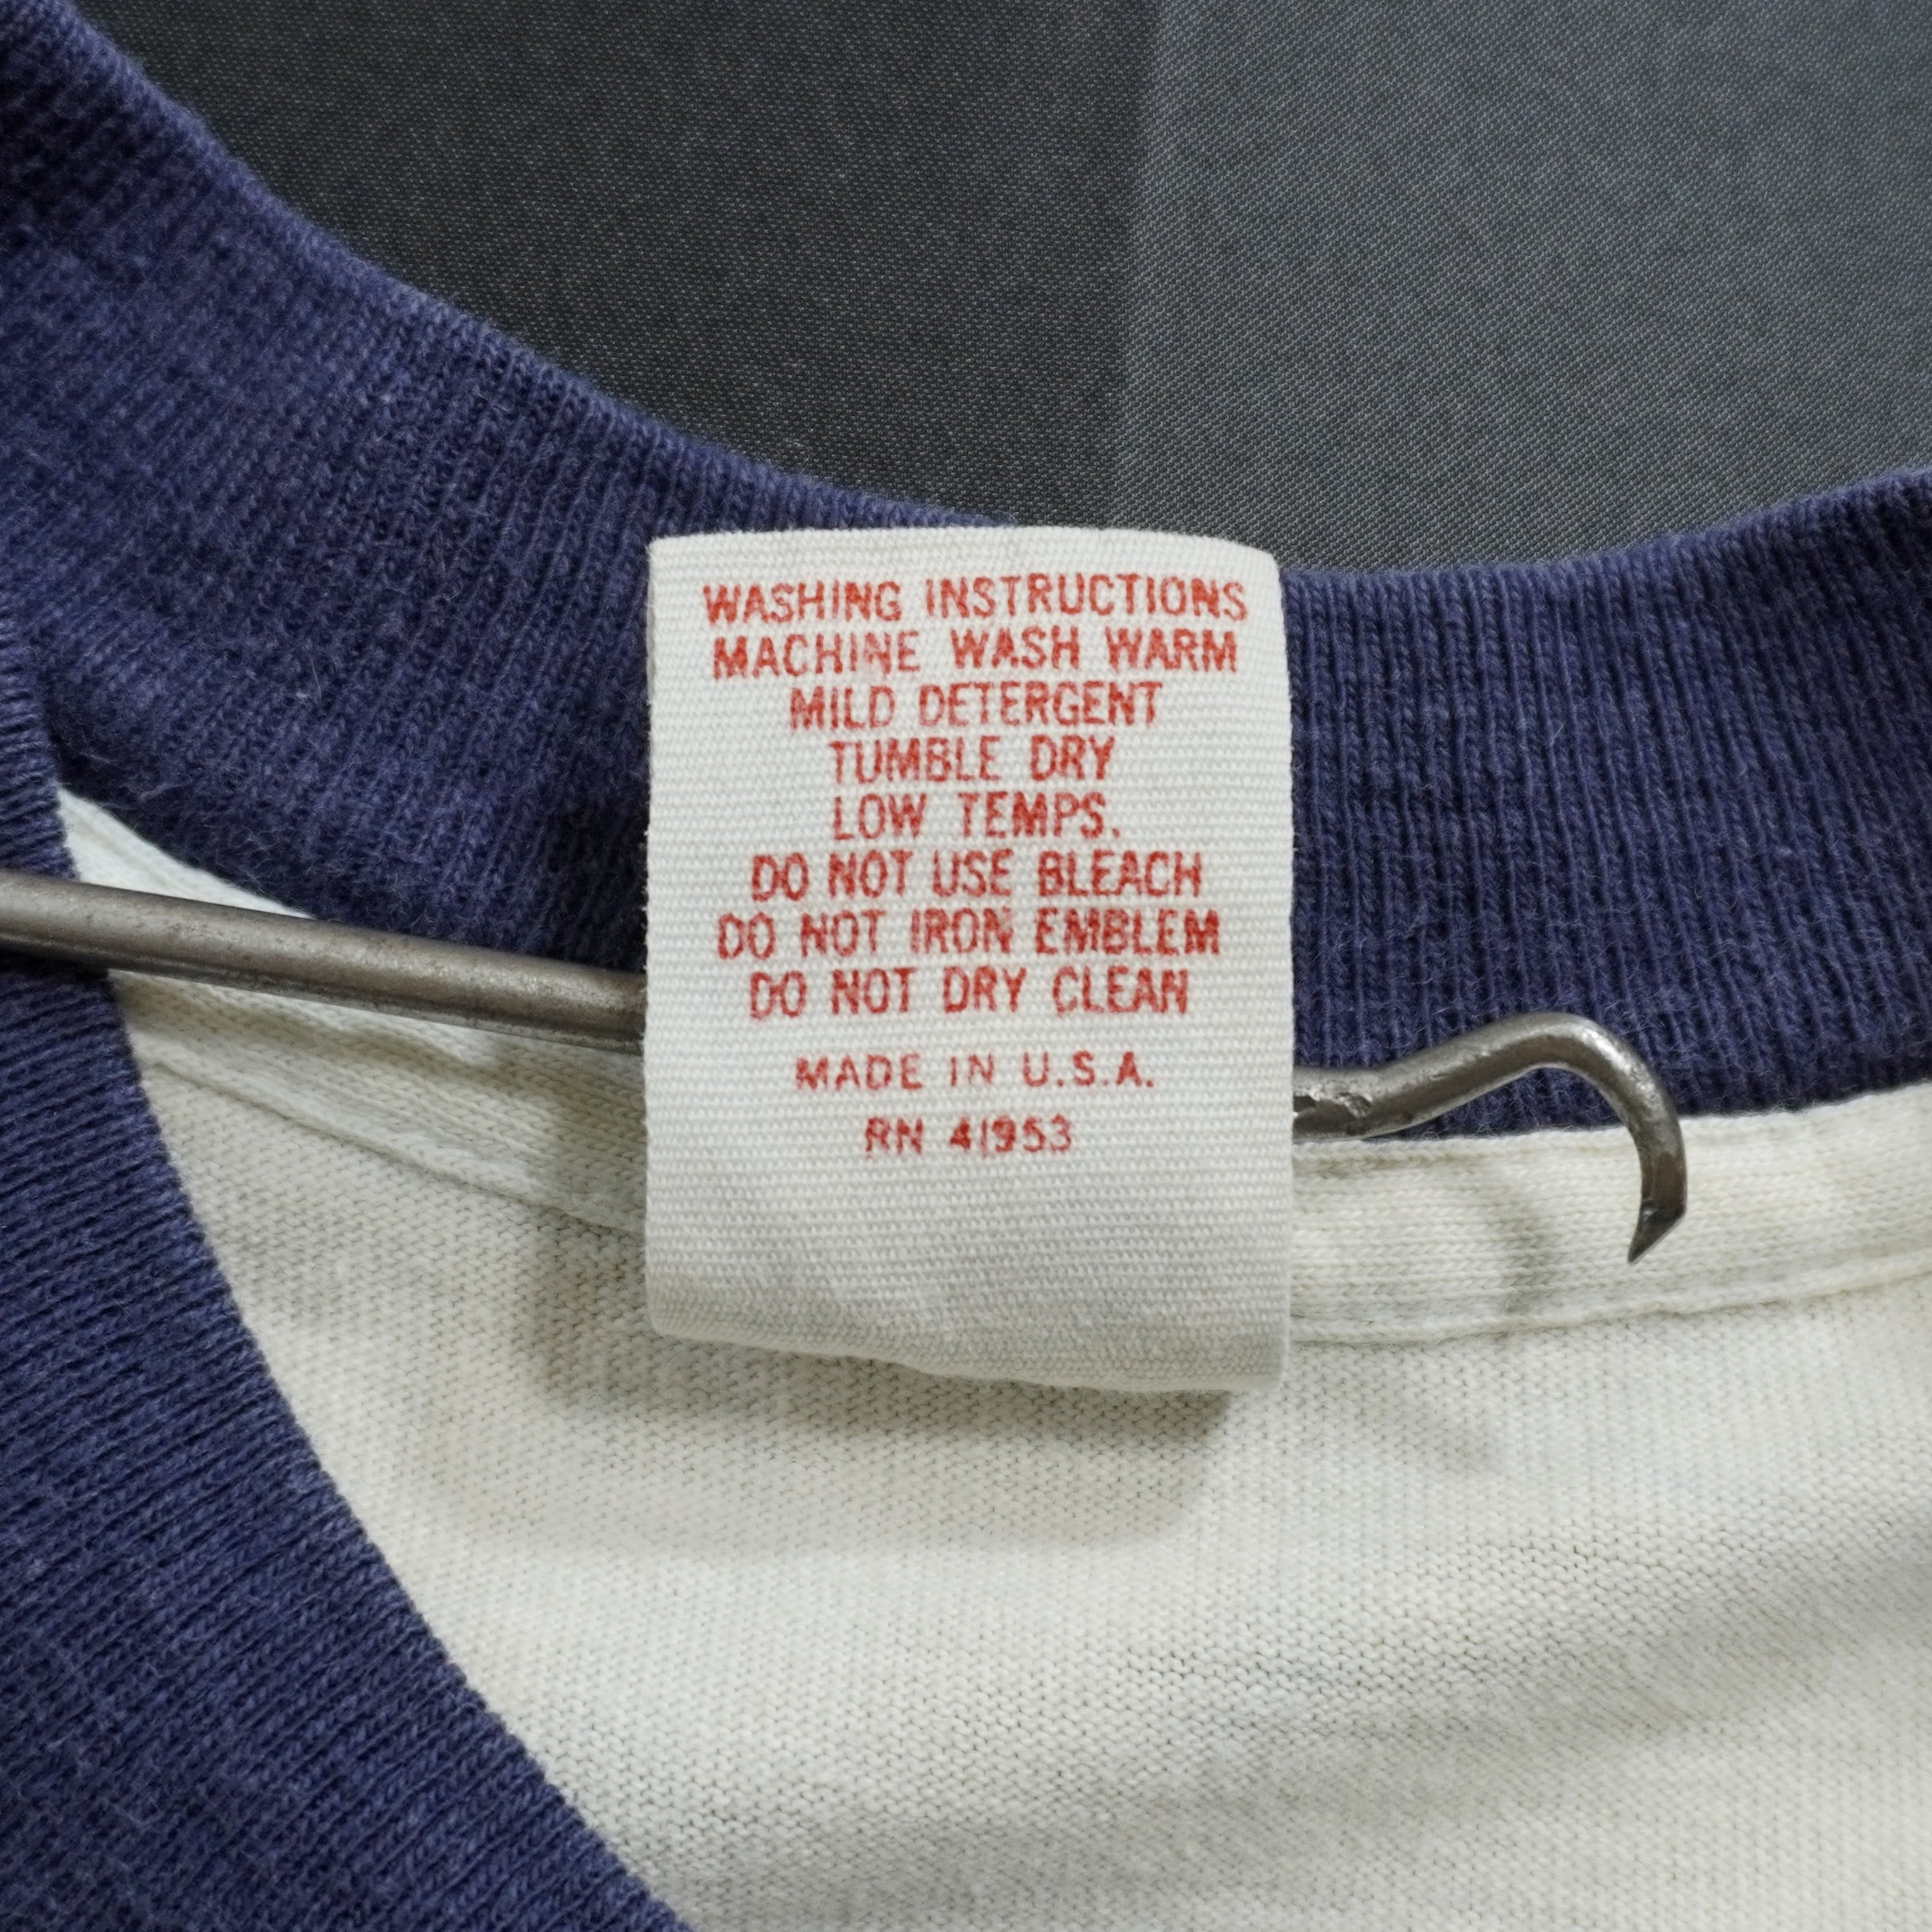 WASHING INSTRUCTIONS
MACHINE WASH WARM
MILD DETERGENT
TUMBLE DRY
LOW TEMPS.
DO NOT USE BLEACH
DO NOT IRON EMBLEM
DO NOT DRY CLEAN
MADE IN U.S.A.
RN 41953